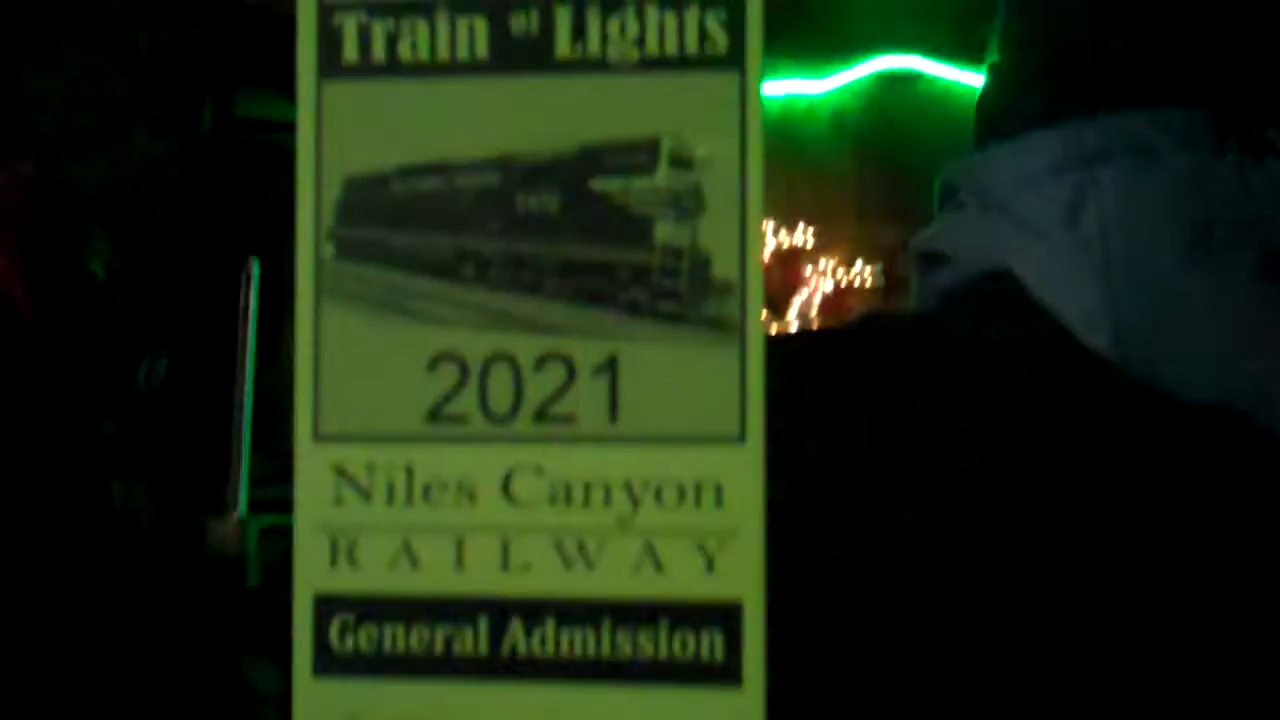 Train of Lights
2021
Niles Canyon
RAILWAY
General Admission